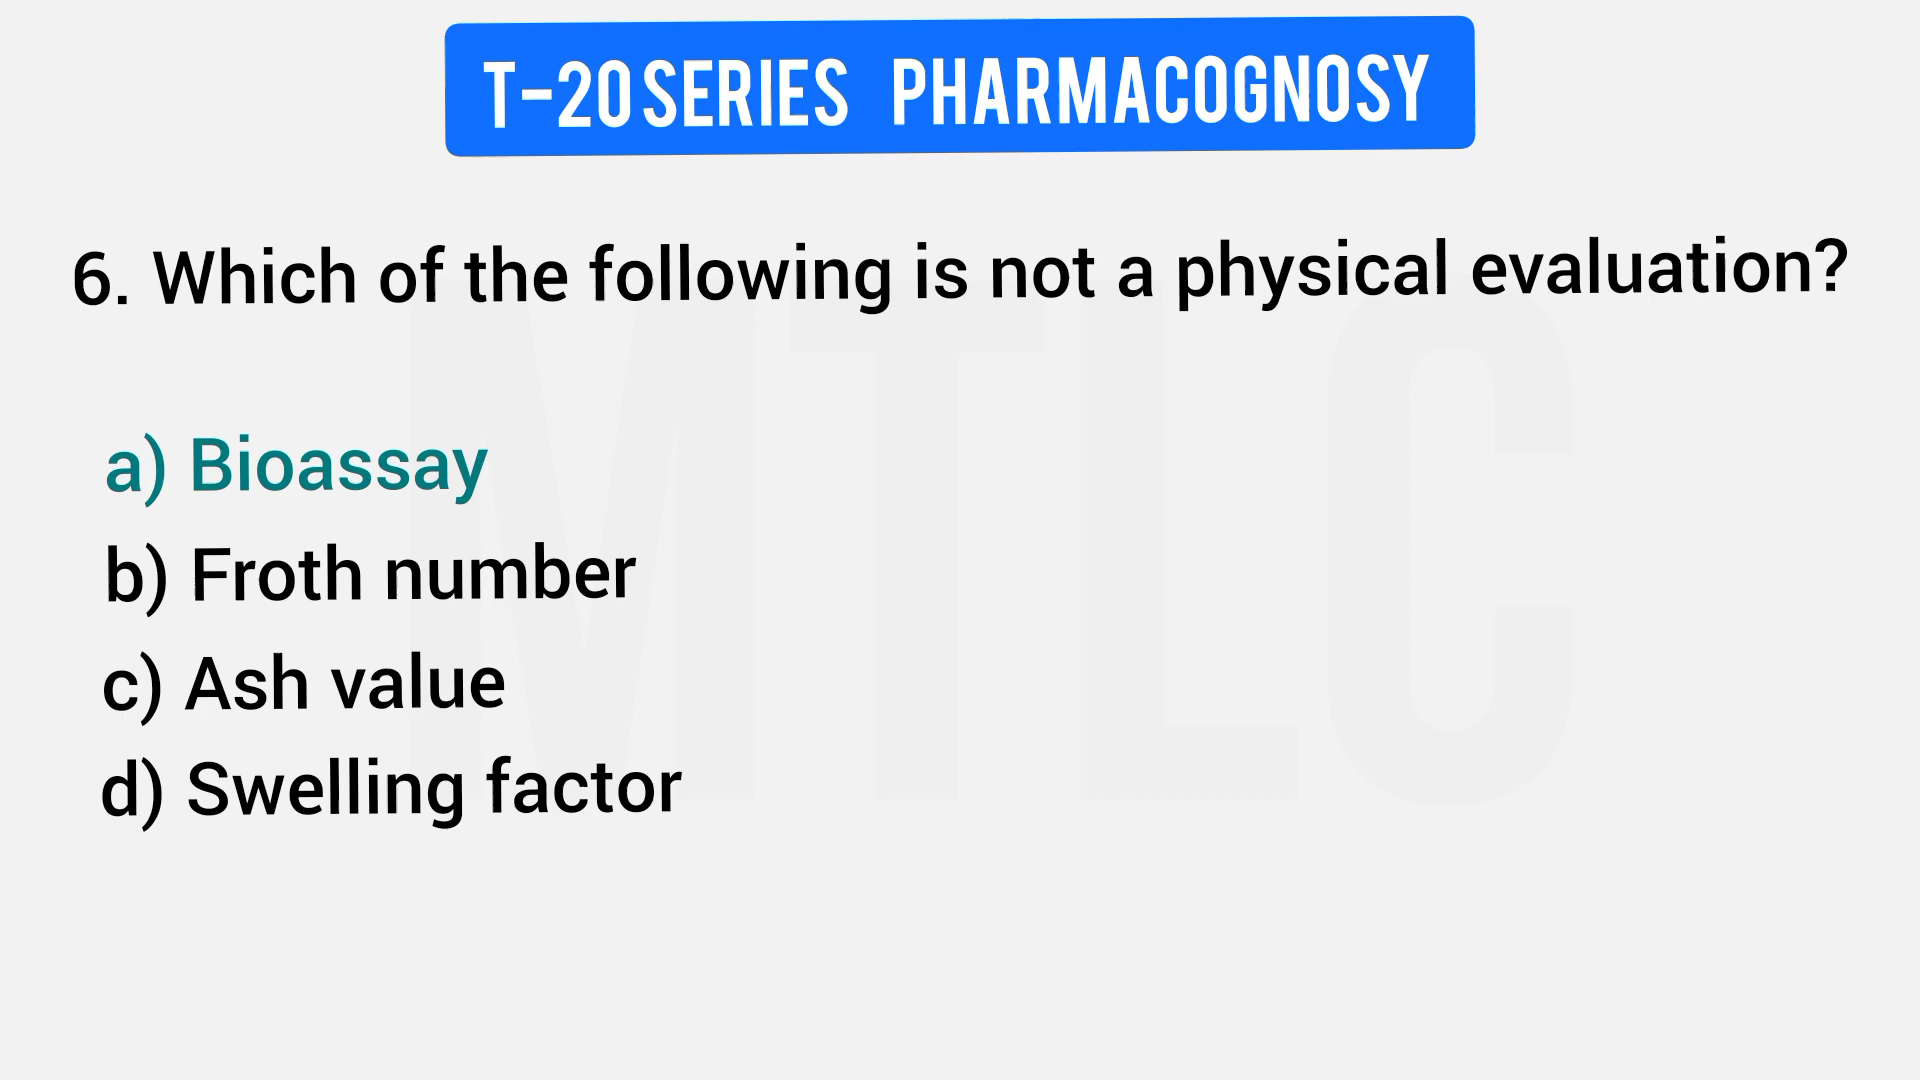 T-20 SERIES PHARMACOGNOSY
6. Which of the following is not a physical evaluation?
MTLC
a) Bioassay
b) Froth number
c) Ash value
d) Swelling factor